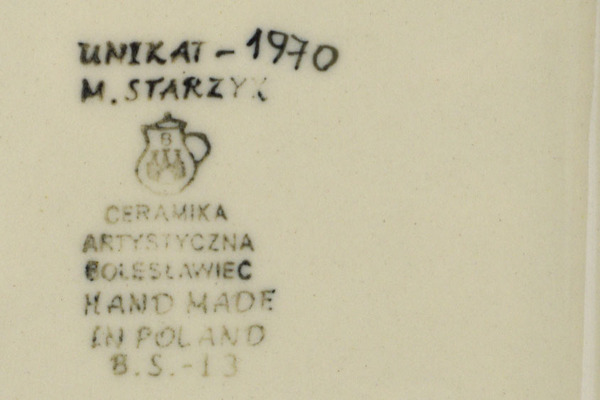 UNIKAT - 1970
M. STARZYK
B
CERAMIKA
ARTYSTYCZNA
BOLESŁAWIEC
HAND MADE
IN POLAND
B.S.-13